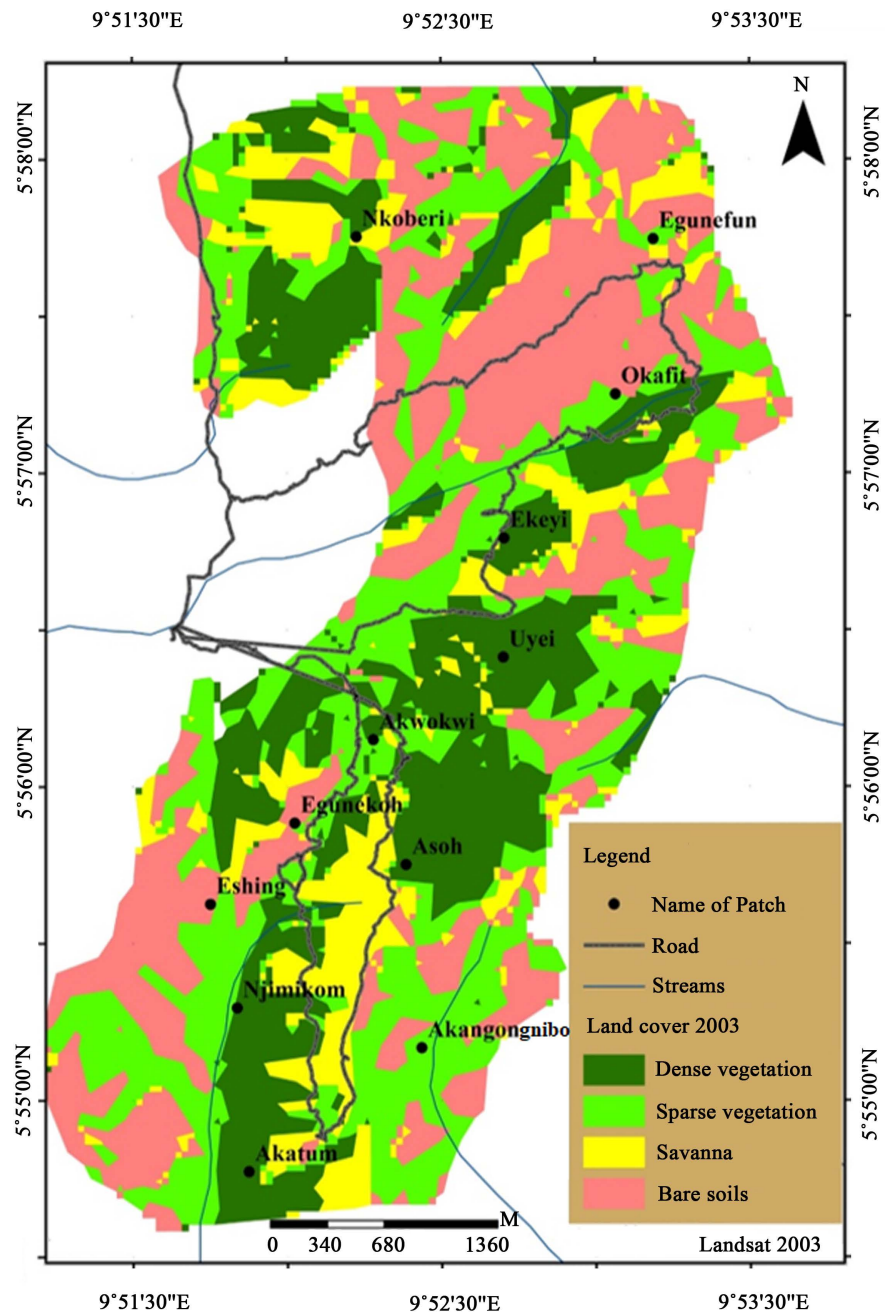 9˚51'30"E 9˚52'30"E 9˚53'30"E
N
5˚58'00"N 5˚58'00"N
Nkoberi
Egunefun
Okafit
5˚57'00"N 5˚57'00"N
Ekeyi
Uyei
Akwokwi
5˚56'00"N 5˚56'00"N
Egunekoh
Asoh
Eshing
Njimikom
Akangongnibo
5˚55'00"N 5˚55'00"N
Akatum
Legend
Name of Patch
Road
Streams
Land cover 2003
Dense vegetation
Sparse vegetation
Savanna
Bare soils
M
0 340 680 1360
Landsat 2003
9˚51'30"E 9˚52'30"E 9˚53'30"E